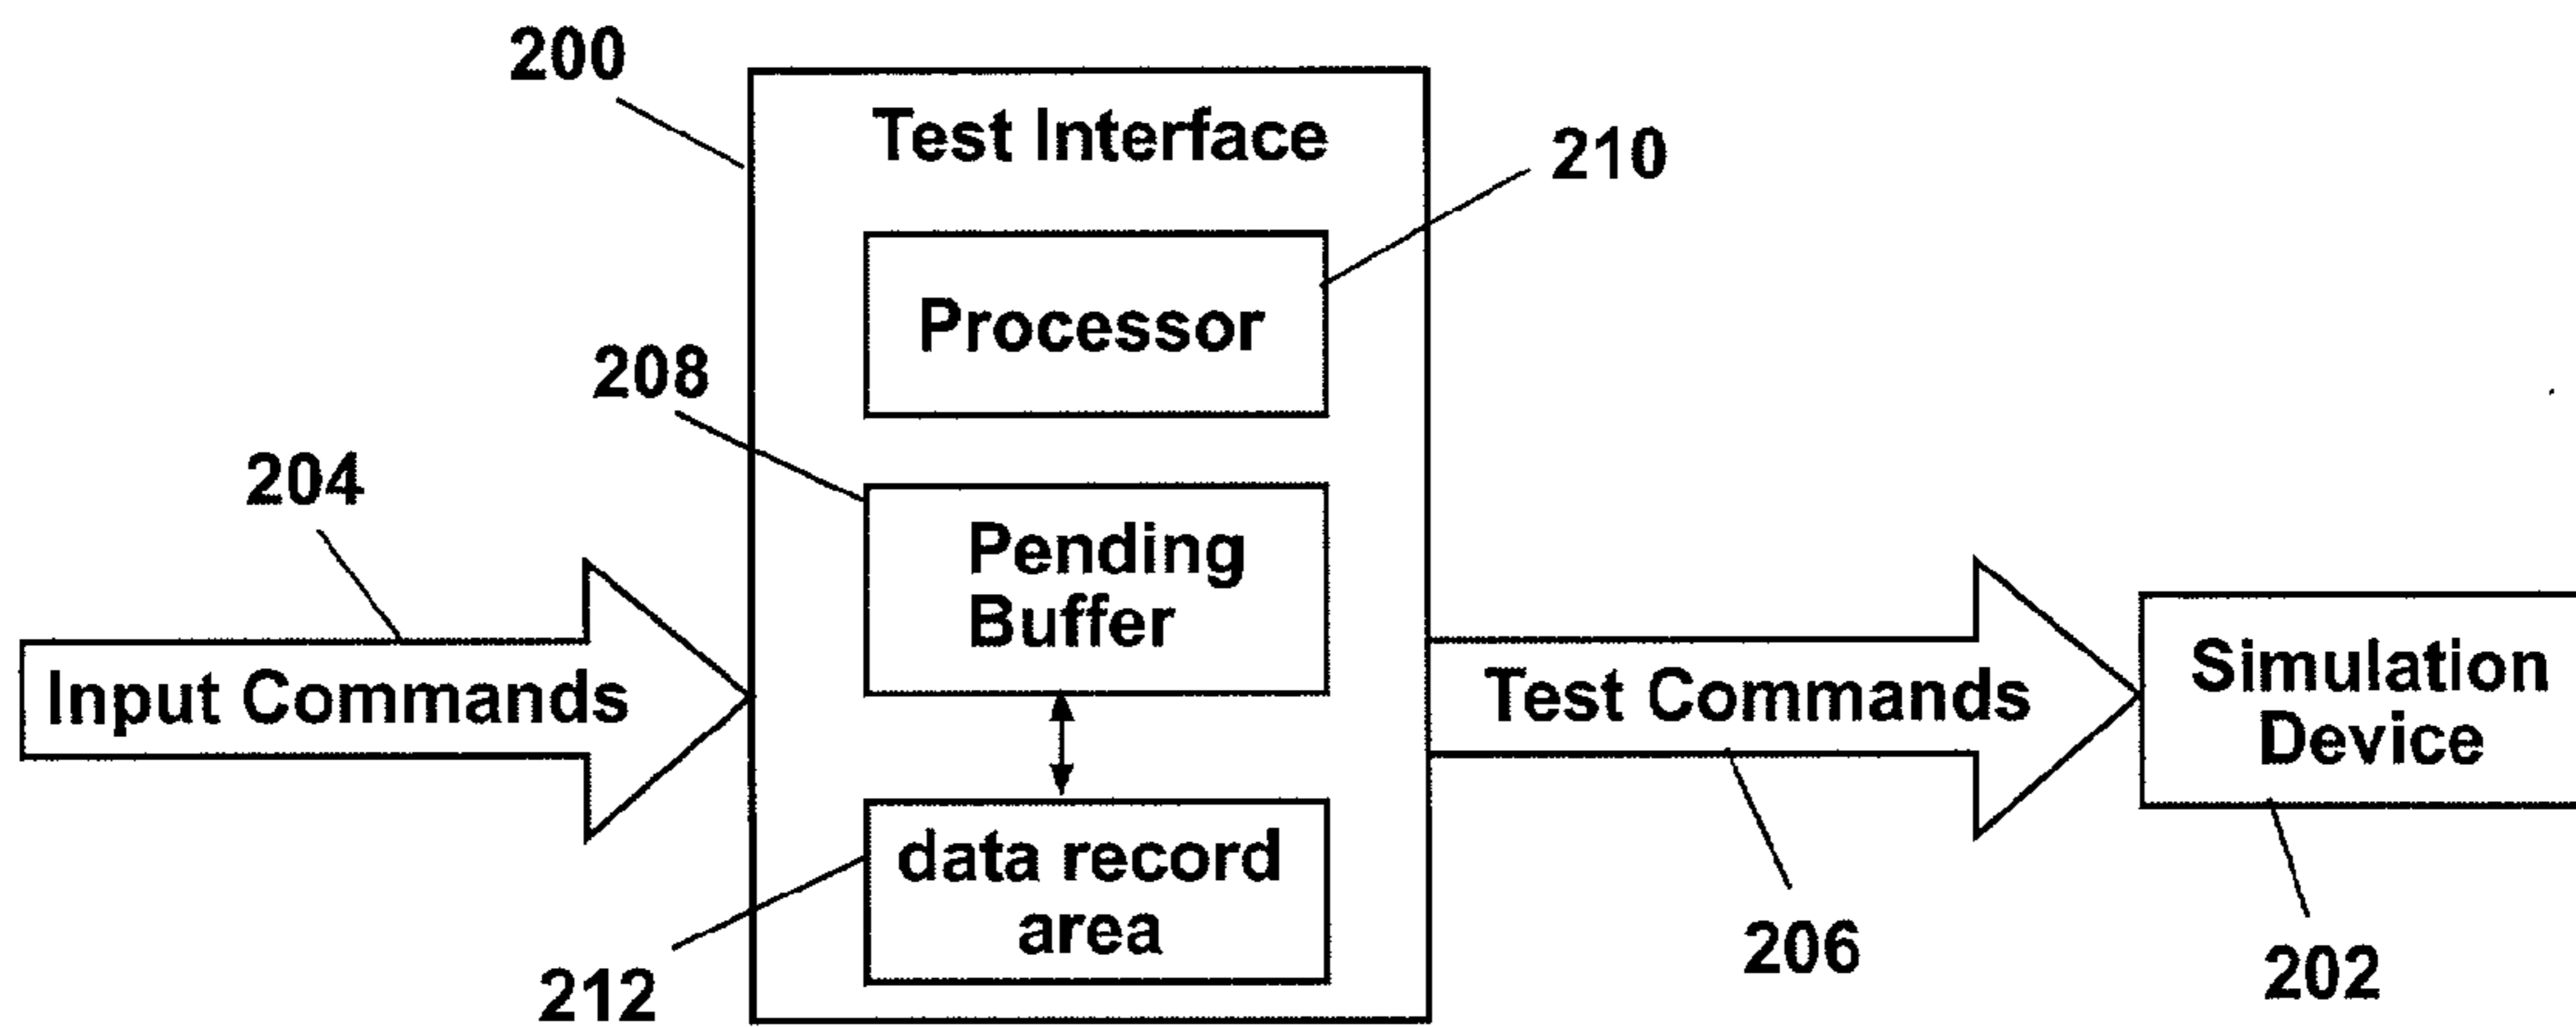 200
Test Interface
210
Processor
208
204
Pending
Buffer
Input Commands
Test Commands
Simulation
Device
data record
area
206
202
212